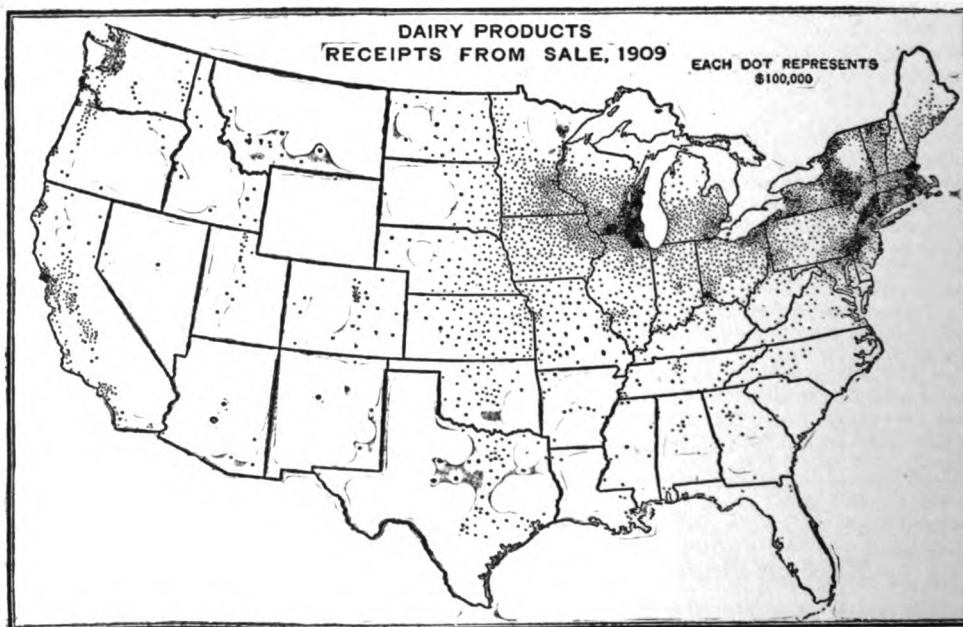 DAIRY PRODUCTS
RECEIPTS FROM SALE, 1909
EACH DOT REPRESENTS
$100,000